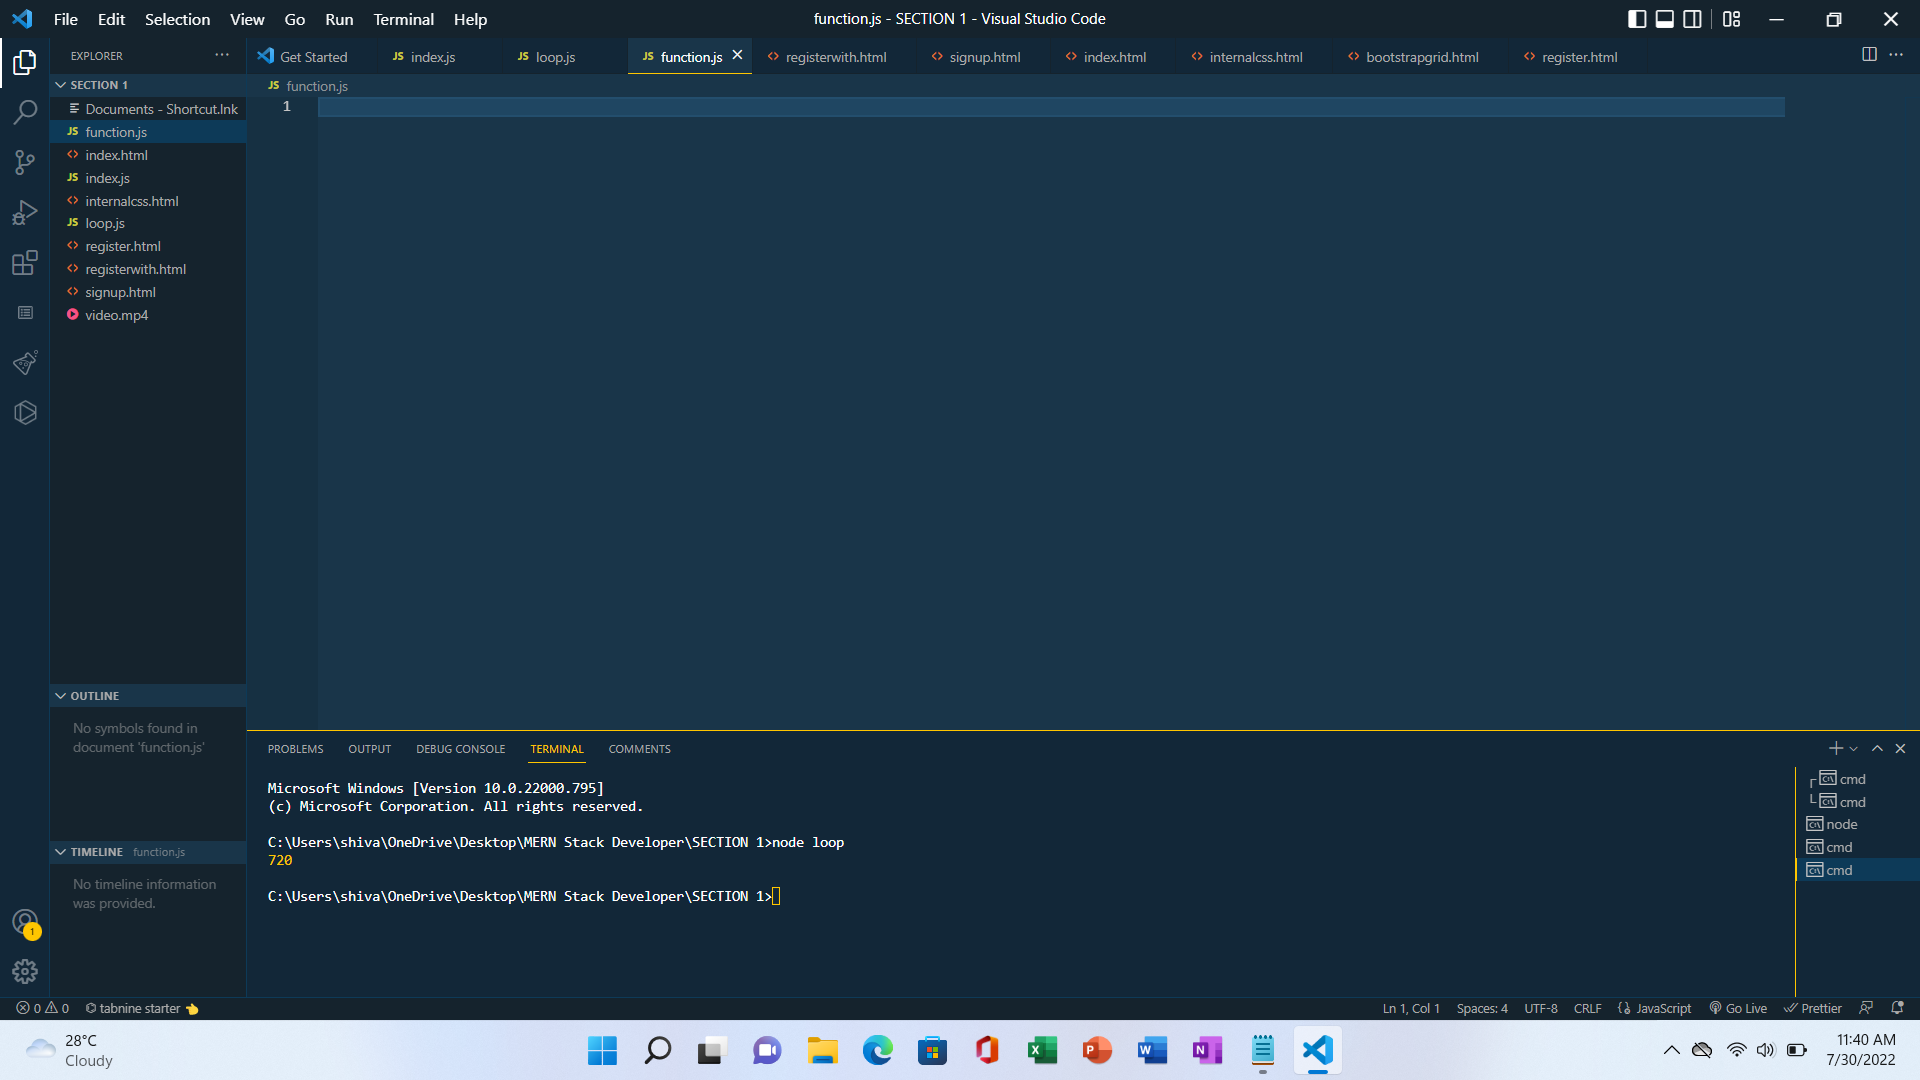 File Edit Selection View Go Run Terminal Help
function.js - SECTION 1 - Visual Studio Code
EXPLORER
Get Started
index.js
loop.js
function.js
registerwith.html
signup.html
index.html
internalcss.html
bootstrapgrid.html
register.html
SECTION 1
Documents - Shortcut.lnk
function.js
index.html
index.js
internalcss.html
loop.js
register.html
registerwith.html
signup.html
video.mp4
JS function.js
1
OUTLINE
No symbols found in
document 'function.js'
TIMELINE function.js
No timeline information
was provided.
PROBLEMS OUTPUT DEBUG CONSOLE TERMINAL COMMENTS
Microsoft Windows [Version 10.0.22000.795]
(c) Microsoft Corporation. All rights reserved.
C:\Users\shiva\OneDrive\Desktop\MERN Stack Developer\SECTION 1>node loop
720
C:\Users\shiva\OneDrive\Desktop\MERN Stack Developer\SECTION 1>
cmd
cmd
node
cmd
cmd
1
0 0 tabnine starter
Ln 1, Col 1 Spaces: 4 UTF-8 CRLF JavaScript Go Live Prettier
28°C
Cloudy
11:40 AM
7/30/2022